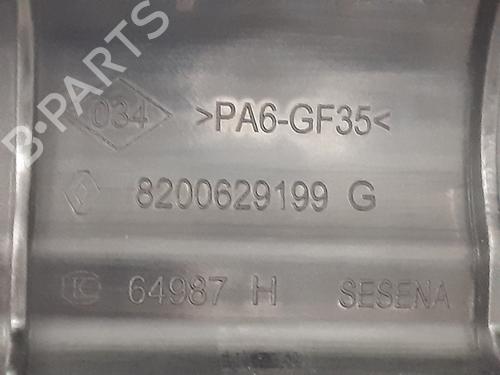 B-PARTS
034 >PA6-GF35<
8200629199 G
64987 H SESENA